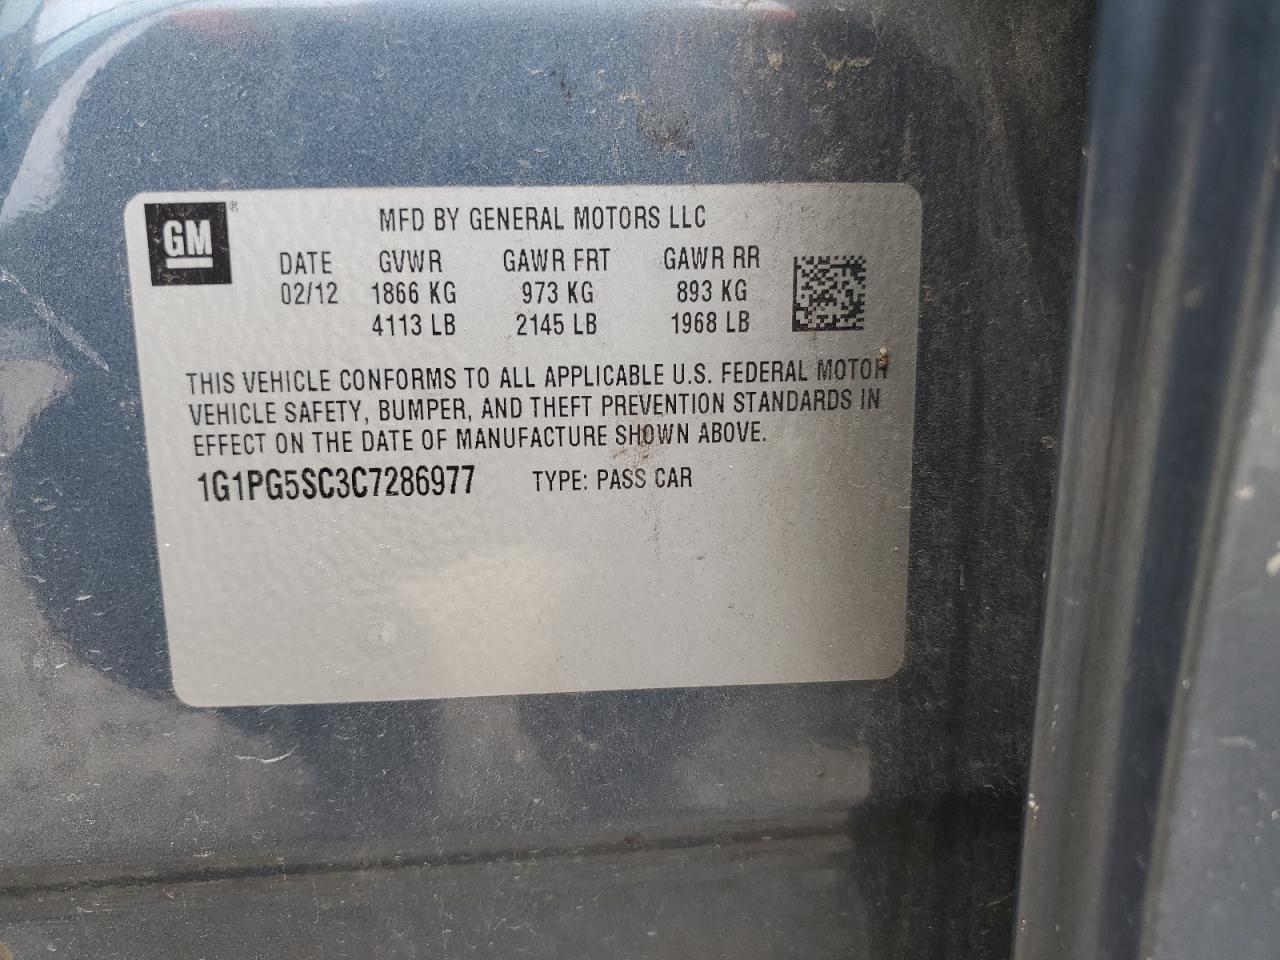 GM ®
MFD BY GENERAL MOTORS LLC
DATE GVWR GAWR FRT GAWR RR
02/12 1866 KG 973 KG 893 KG
4113 LB 2145 LB 1968 LB
THIS VEHICLE CONFORMS TO ALL APPLICABLE U.S. FEDERAL MOTOR
VEHICLE SAFETY, BUMPER, AND THEFT PREVENTION STANDARDS IN
EFFECT ON THE DATE OF MANUFACTURE SHOWN ABOVE.
1G1PG5SC3C7286977 TYPE: PASS CAR